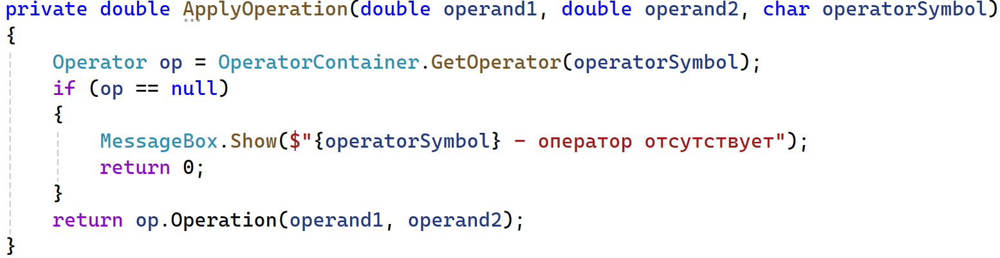 private double ApplyOperation(double operand1, double operand2, char operatorSymbol)
{
    Operator op = OperatorContainer.GetOperator(operatorSymbol);
    if (op == null)
    {
        MessageBox.Show($"{operatorSymbol} - оператор отсутствует");
        return 0;
    }
    return op.Operation(operand1, operand2);
}